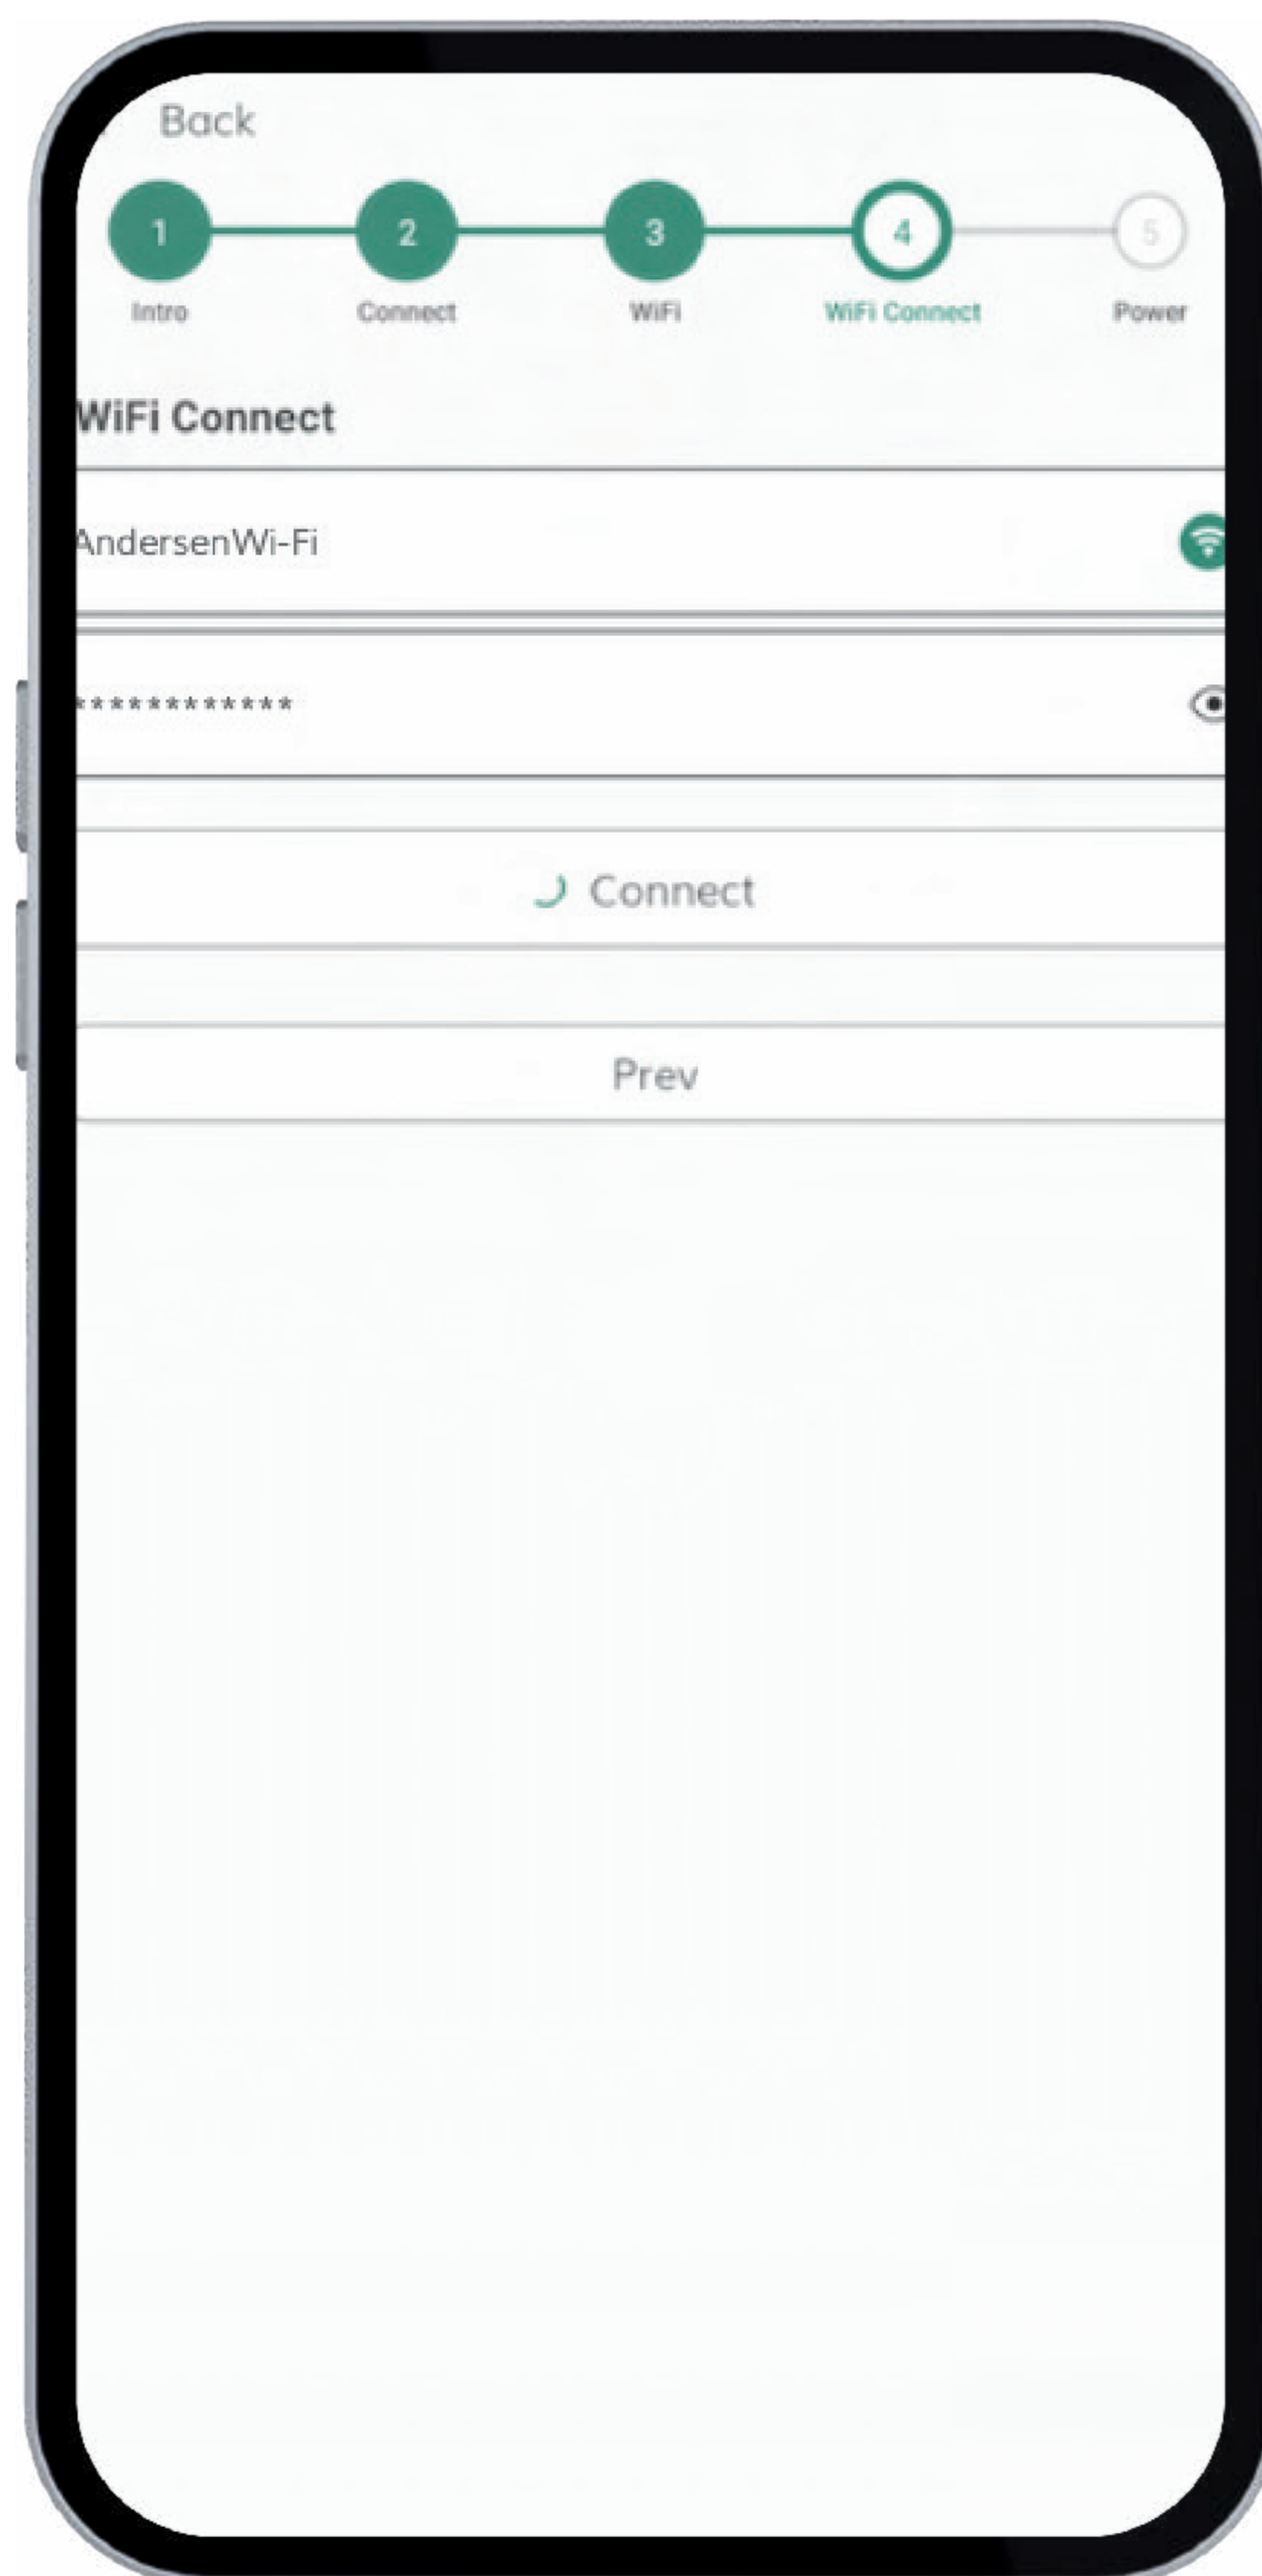 Back
1 2 3 4 5
Intro Connect WiFi WiFi Connect Power
WiFi Connect
AndersenWi-Fi
************
Connect
Prev